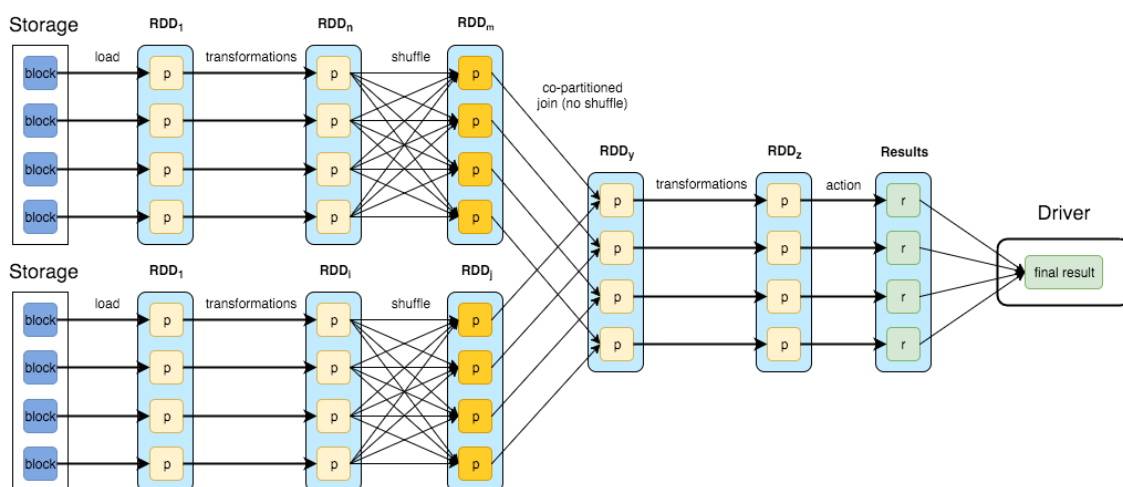 Storage
RDD1
RDDn
RDDm
load
transformations
shuffle
block
p
p
p
co-partitioned
join (no shuffle)
block
p
p
p
block
p
p
p
block
p
p
p
RDDy
RDDz
Results
transformations
action
p
p
r
p
p
r
p
p
r
p
p
r
Driver
final result
Storage
RDD1
RDDi
RDDj
load
transformations
shuffle
block
p
p
p
block
p
p
p
block
p
p
p
block
p
p
p